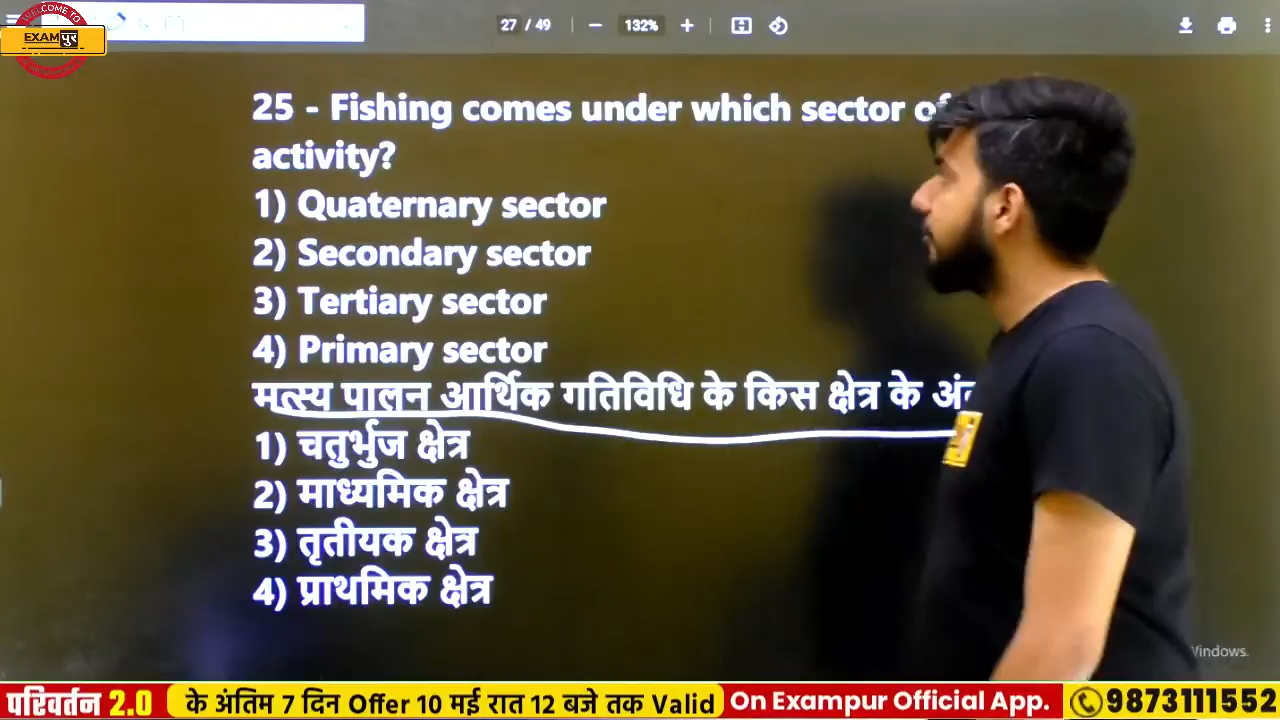 WELCOME TO
EXAMपुर
27 / 49
132%
25 - Fishing comes under which sector of
activity?
1) Quaternary sector
2) Secondary sector
3) Tertiary sector
4) Primary sector
मत्स्य पालन आर्थिक गतिविधि के किस क्षेत्र के
1) चतुर्भुज क्षेत्र
2) माध्यमिक क्षेत्र
3) तृतीयक क्षेत्र
4) प्राथमिक क्षेत्र
Windows.
परिवर्तन 2.0 के अंतिम 7 दिन Offer 10 मई रात 12 बजे तक Valid On Exampur Official App. 9873111552